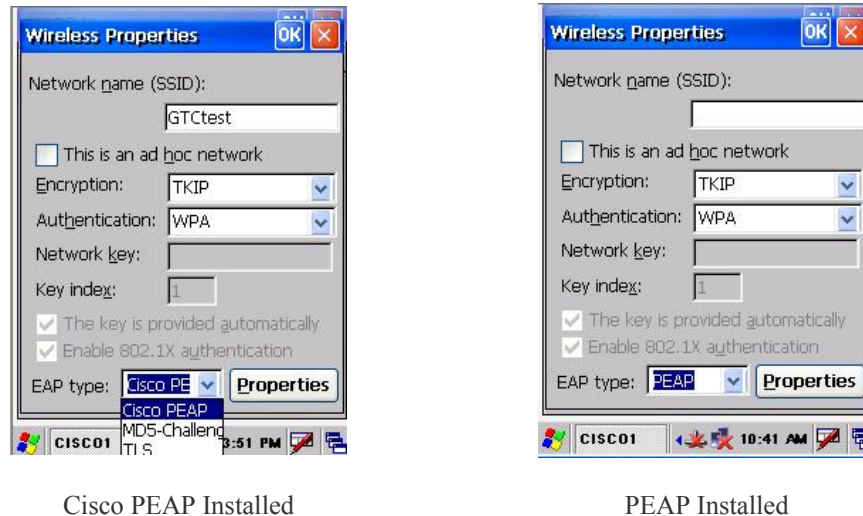 Wireless Properties OK
Network name (SSID):
GTCtest
This is an ad hoc network
Encryption: TKIP
Authentication: WPA
Network key:
Key index: 1
The key is provided automatically
Enable 802.1X authentication
EAP type: Cisco PE Properties
Cisco PEAP
MD5-Challeng
TLS
CISCO1 3:51 PM
Cisco PEAP Installed
Wireless Properties OK
Network name (SSID):
This is an ad hoc network
Encryption: TKIP
Authentication: WPA
Network key:
Key index: 1
The key is provided automatically
Enable 802.1X authentication
EAP type: PEAP Properties
CISCO1 10:41 AM
PEAP Installed